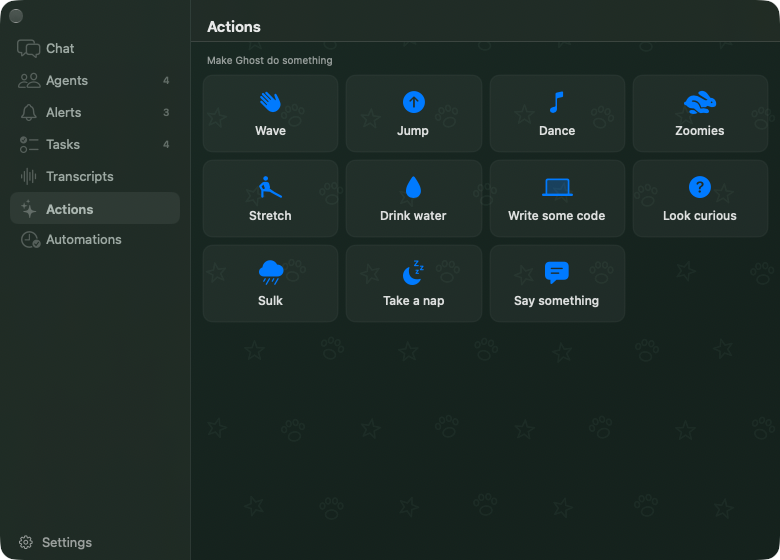 Actions
Chat
Agents 4
Alerts 3
Tasks 4
Transcripts
Actions
Automations
Settings
Make Ghost do something
Wave
Jump
Dance
Zoomies
Stretch
Drink water
Write some code
Look curious
Sulk
Take a nap
Say something